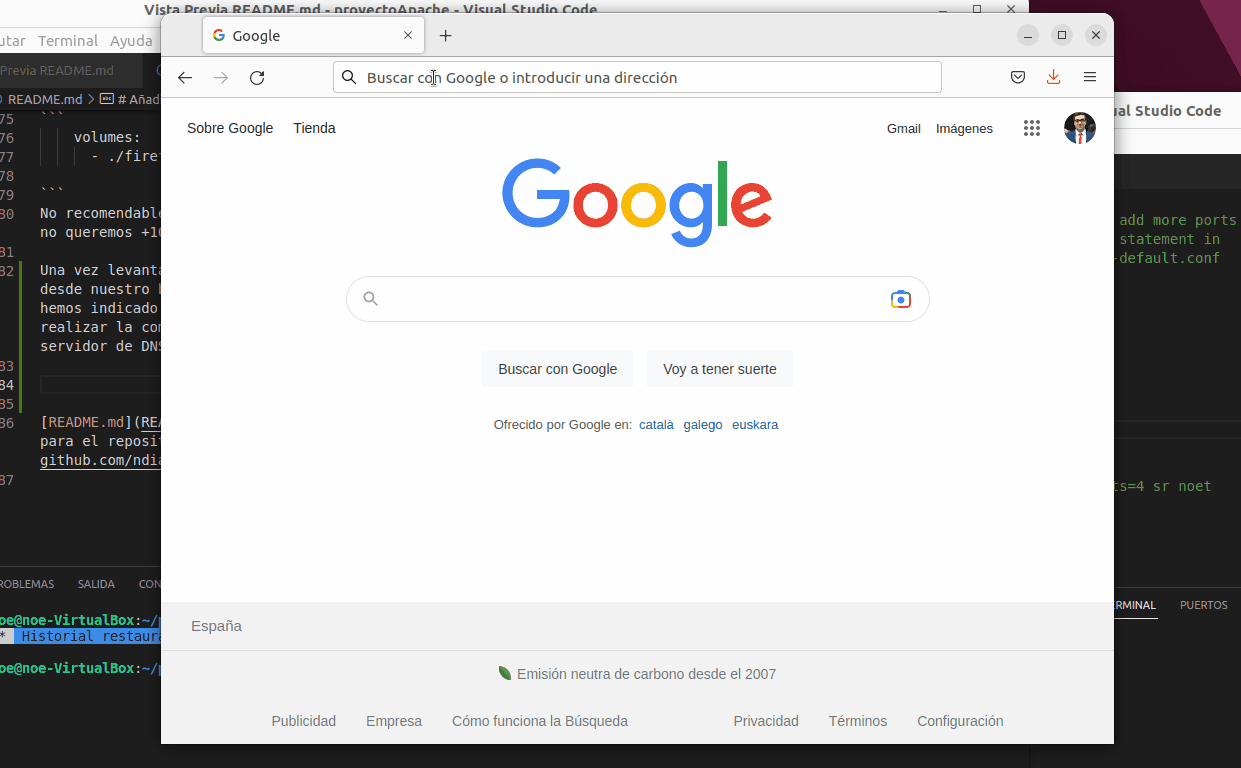 Vista Previa README.md - proyectoApache - Visual Studio Code
utar Terminal Ayuda
Previa README.md
README.md > # Añad
75 ```
76 volumes:
77 - ./firef
78
79 ```
80 No recomendable
no queremos +10
81
82 Una vez levanta
desde nuestro
hemos indicado
realizar la con
servidor de DNS
83
84
85
86 [README.md](REA
para el reposit
github.com/ndia
87
ROBLEMAS SALIDA CON
oe@noe-VirtualBox:~/p
* Historial restaura
oe@noe-VirtualBox:~/p
Google
Buscar con Google o introducir una dirección
Sobre Google Tienda
Gmail Imágenes
Google
Buscar con Google Voy a tener suerte
Ofrecido por Google en: català galego euskara
España
Emisión neutra de carbono desde el 2007
Publicidad Empresa Cómo funciona la Búsqueda Privacidad Términos Configuración
al Studio Code
add more ports
statement in
-default.conf
ts=4 sr noet
RMINAL PUERTOS